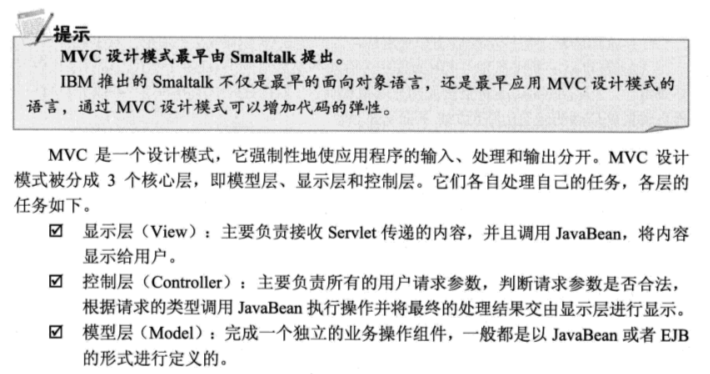 提示
MVC 设计模式最早由 Smaltalk 提出。
IBM 推出的 Smaltalk 不仅是最早的面向对象语言，还是最早应用 MVC 设计模式的
语言，通过 MVC 设计模式可以增加代码的弹性。
MVC 是一个设计模式，它强制性地使应用程序的输入、处理和输出分开。MVC 设计
模式被分成 3 个核心层，即模型层、显示层和控制层。它们各自处理自己的任务，各层的
任务如下。
☑ 显示层（View）：主要负责接收 Servlet 传递的内容，并且调用 JavaBean，将内容
显示给用户。
☑ 控制层（Controller）：主要负责所有的用户请求参数，判断请求参数是否合法，
根据请求的类型调用 JavaBean 执行操作并将最终的处理结果交由显示层进行显示。
☑ 模型层（Model）：完成一个独立的业务操作组件，一般都是以 JavaBean 或者 EJB
的形式进行定义的。